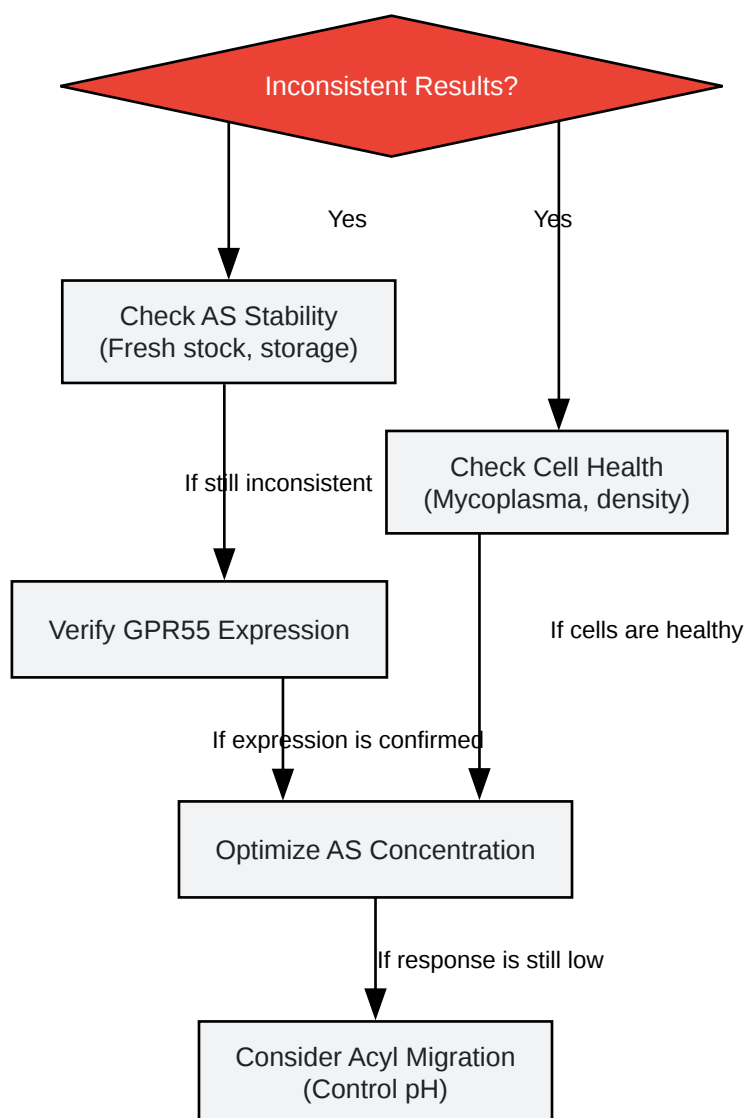 Inconsistent Results?
Yes
Yes
Check AS Stability
(Fresh stock, storage)
Check Cell Health
(Mycoplasma, density)
If still inconsistent
Verify GPR55 Expression
If cells are healthy
If expression is confirmed
Optimize AS Concentration
If response is still low
Consider Acyl Migration
(Control pH)